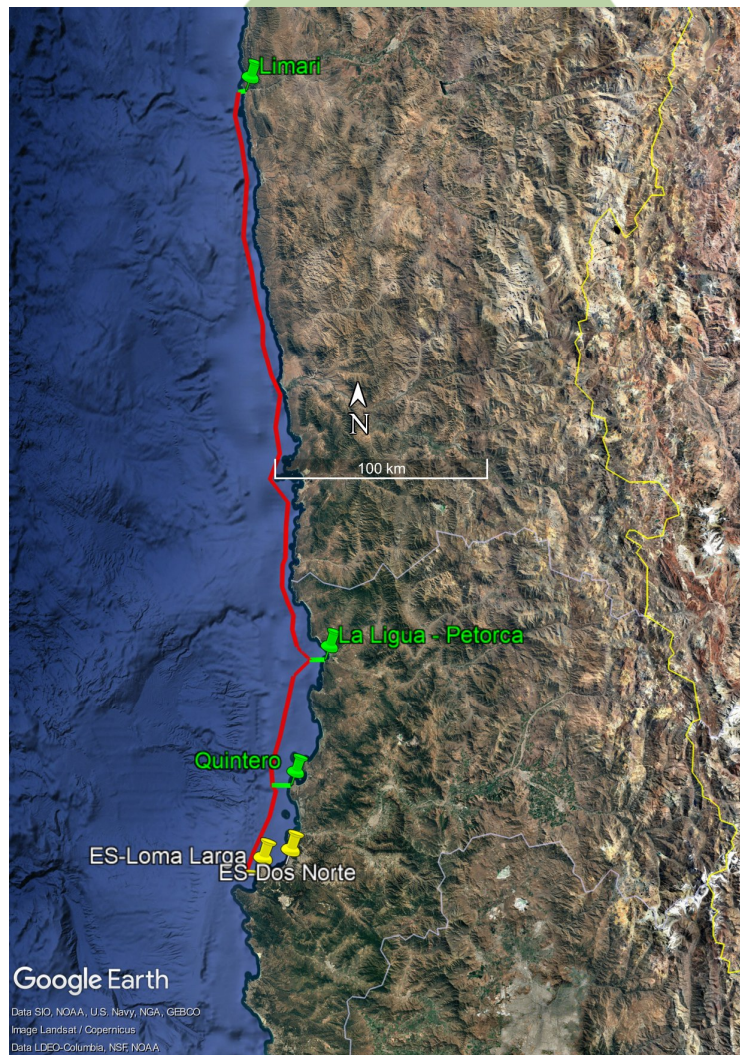 Limarí
N
100 km
La Ligua - Petorca
Quintero
ES-Loma Larga
ES-Dos Norte
Google Earth
Data SIO, NOAA, U.S. Navy, NGA, GEBCO
Image Landsat / Copernicus
Data LDEO-Columbia, NSF, NOAA